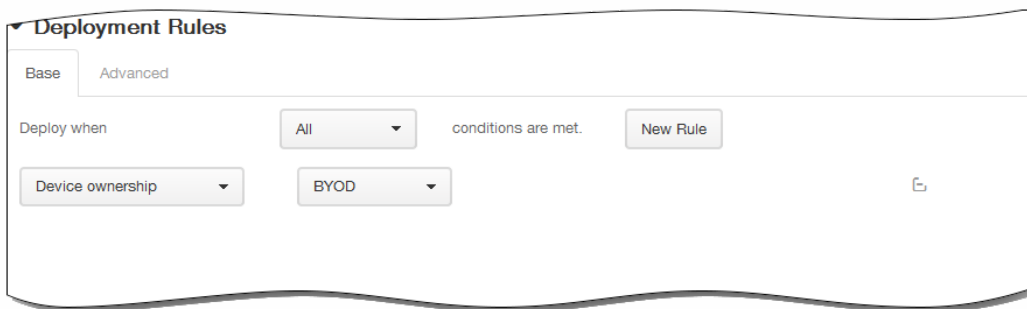 Deployment Rules
Base Advanced
Deploy when All conditions are met. New Rule
Device ownership BYOD